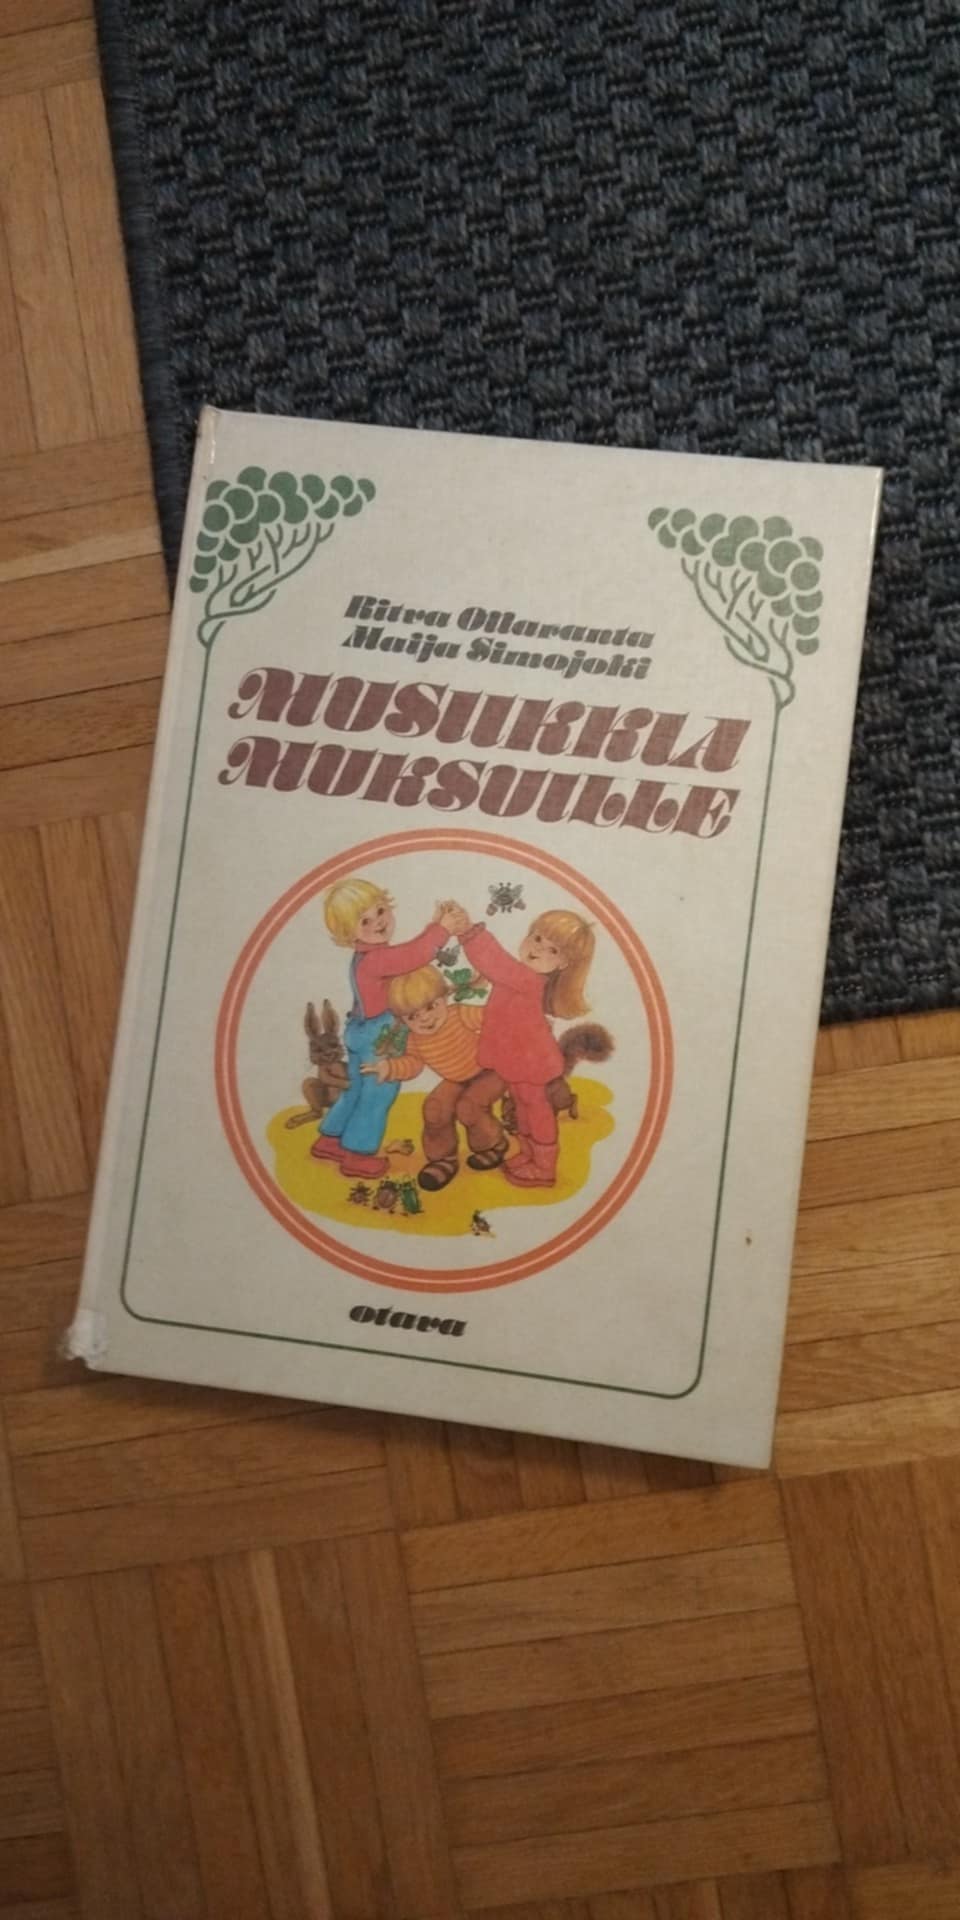 Ritva Ollaranta
Maija Simojoki
MUSIIKKIA
MUKSUILLE
otava